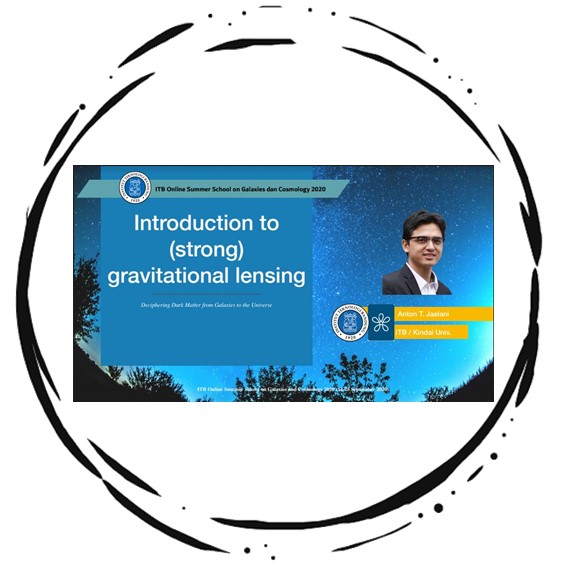 ITB Online Summer School on Galaxies dan Cosmology 2020
Introduction to
(strong)
gravitational lensing
Deciphering Dark Matter from Galaxies to the Universe
Anton T. Jaelani
ITB / Kindai Univ.
ITB Online Summer School on Galaxies and Cosmology 2020
September 2020